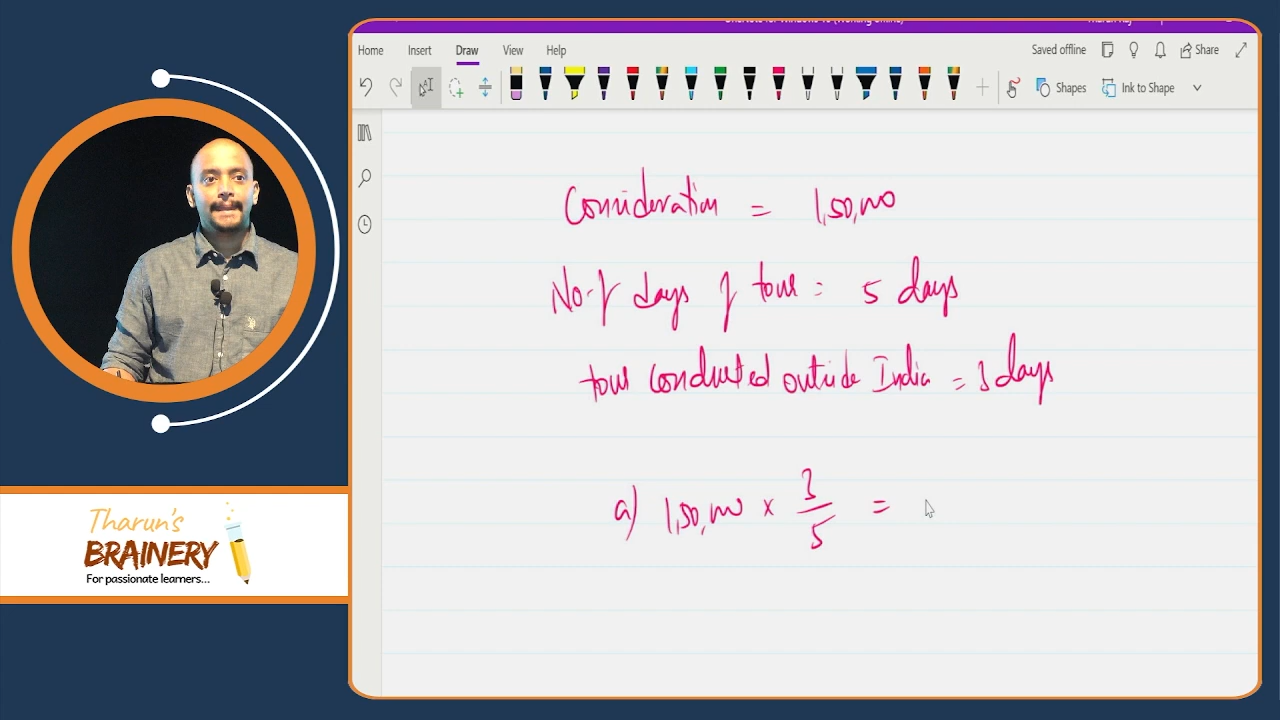 Home Insert Draw View Help Saved offline Share
Shapes Ink to Shape
Consideration = 1,50,000
No. of days of tour = 5 days
tour conducted outside India = 3 days
a) 1,50,000 × 3/5 =
Tharun's
BRAINERY
For passionate learners...